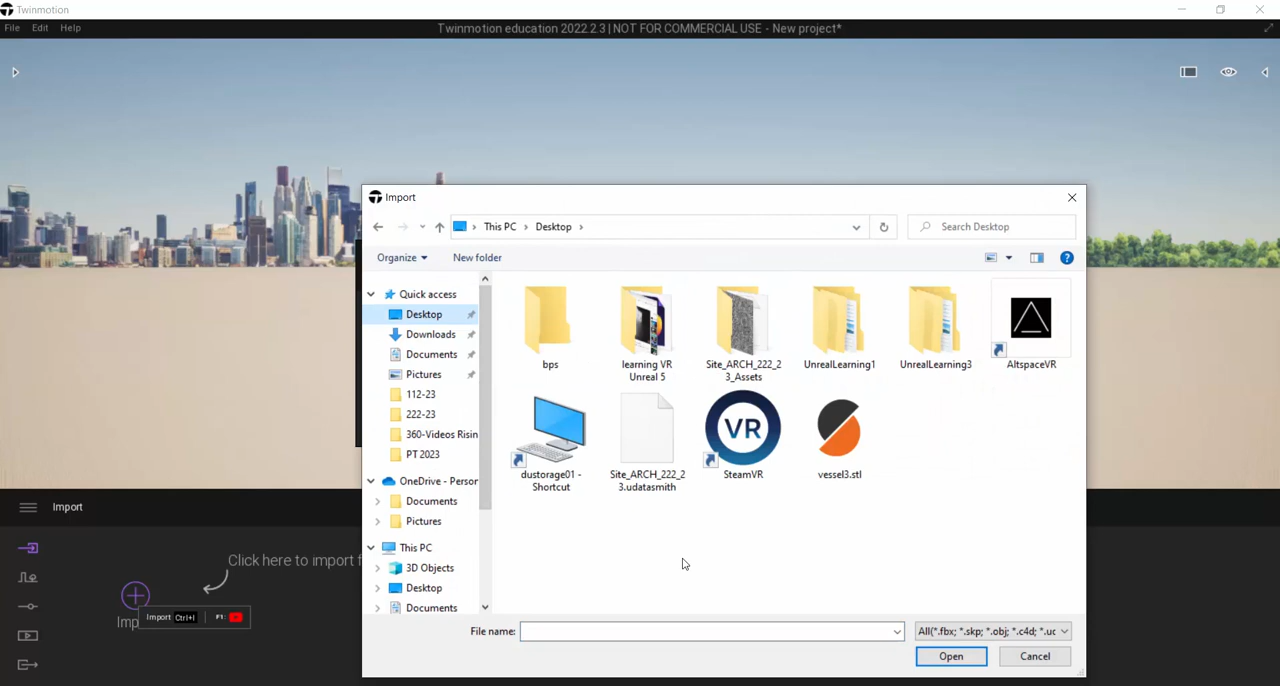 Twinmotion
File Edit Help
Twinmotion education 2022.2.3 | NOT FOR COMMERCIAL USE - New project*
Import
This PC > Desktop >
Search Desktop
Organize
New folder
Quick access
Desktop
Downloads
Documents
Pictures
112-23
222-23
360-Videos Risin
PT 2023
OneDrive - Person
Documents
Pictures
This PC
3D Objects
Desktop
Documents
bps
learning VR
Unreal 5
Site_ARCH_222_2
3_Assets
UnrealLearning1
UnrealLearning3
AltspaceVR
dustorage01 -
Shortcut
Site_ARCH_222_2
3.udatasmith
VR
SteamVR
vessel3.stl
File name:
All(*.fbx; *.skp; *.obj; *.c4d; *.uc
Open
Cancel
Import
Click here to import f
Imp
Import Ctrl+I F1: